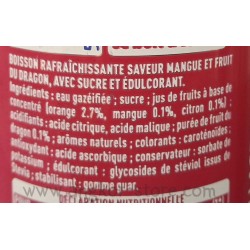 BOISSON RAFRAÎCHISSANTE SAVEUR MANGUE ET FRUIT
DU DRAGON, AVEC SUCRE ET ÉDULCORANT.
Ingrédients : eau gazéifiée ; sucre ; jus de fruits à base de
concentré (orange 2.7%, mangue 0.1%, citron 0.1%) ;
acidifiants : acide citrique, acide malique ; purée de fruit du
dragon 0.1% ; arômes naturels ; colorants : caroténoïdes ;
antioxydant : acide ascorbique ; conservateur : sorbate de
potassium ; édulcorant : glycosides de stéviol issus de
Stevia ; stabilisant : gomme guar.
DÉCLARATION NUTRITIONNELLE